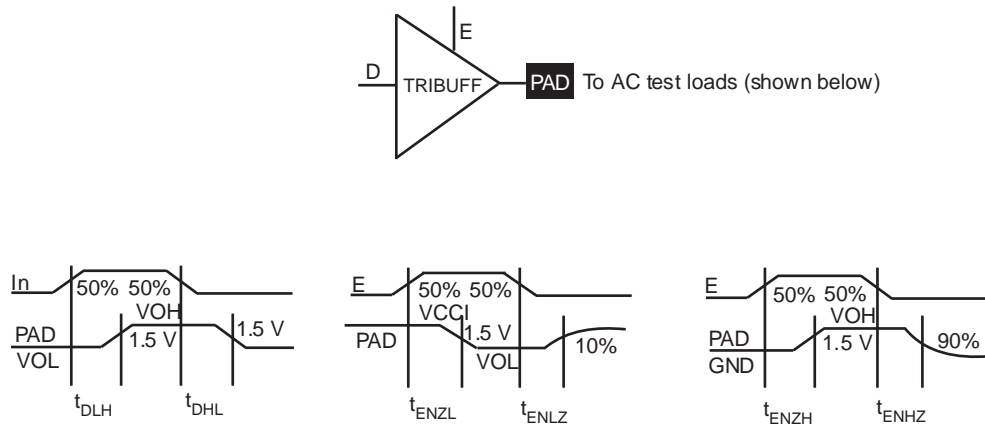 E
D
TRIBUFF
PAD
To AC test loads (shown below)
In
50% 50%
VOH
PAD
VOL
1.5 V
1.5 V
tDLH
tDHL
E
50% 50%
VCCI
PAD
1.5 V
VOL
10%
tENZL
tENLZ
E
50% 50%
VOH
PAD
GND
1.5 V
90%
tENZH
tENHZ